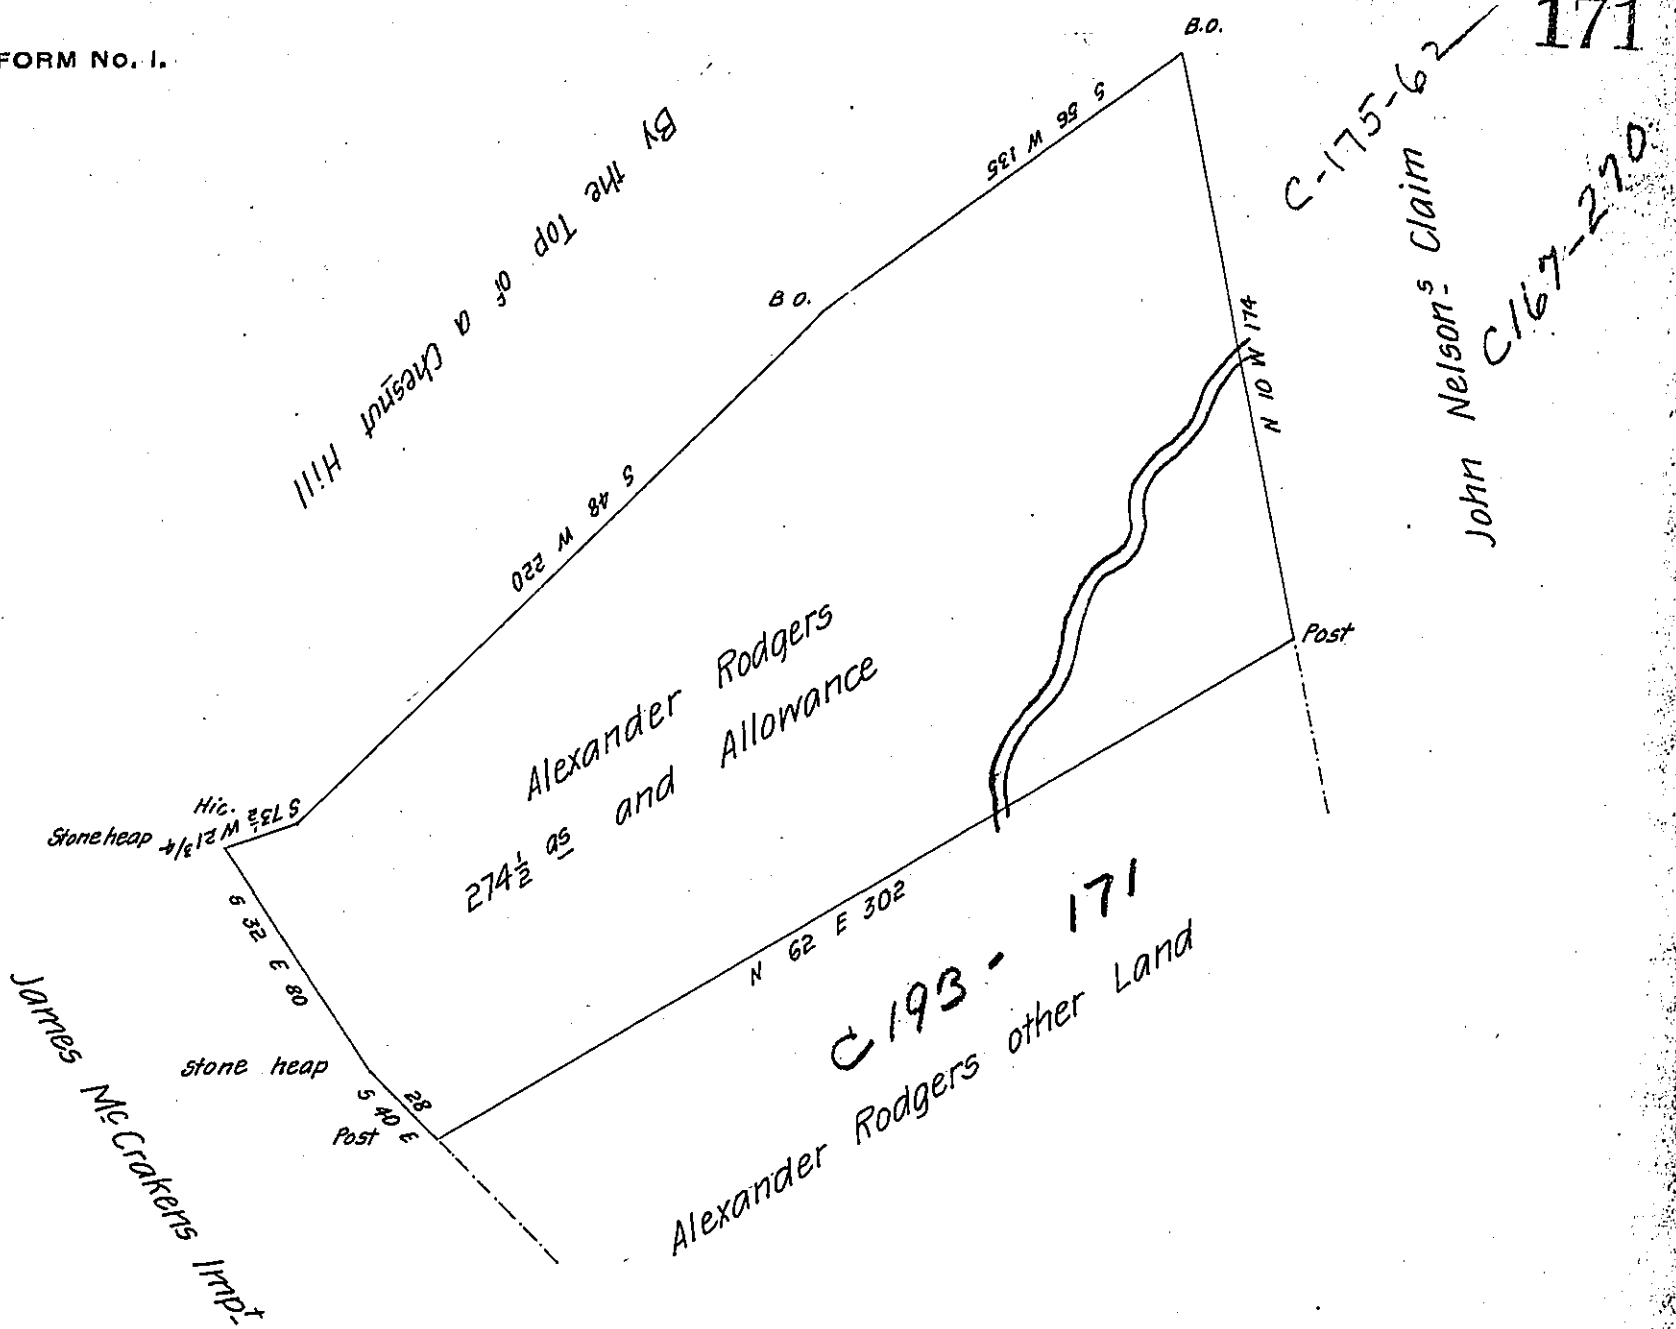 FORM No. 1.
171
B.O.
C-175-62
C167-270.
By the Top of a Chesnut Hill
S 56 W 135
B O.
John Nelson.s Claim
N 10 W 174
S 48 W 220
Post
Alexander Rodgers
274½ as and Allowance
Hic.
S 73½ W 21 3/4
Stone heap
S 32 E 80
N 62 E 302
C 193 - 171
Alexander Rodgers other Land
stone heap
S 40 E 28
Post
James McCrakens Impt